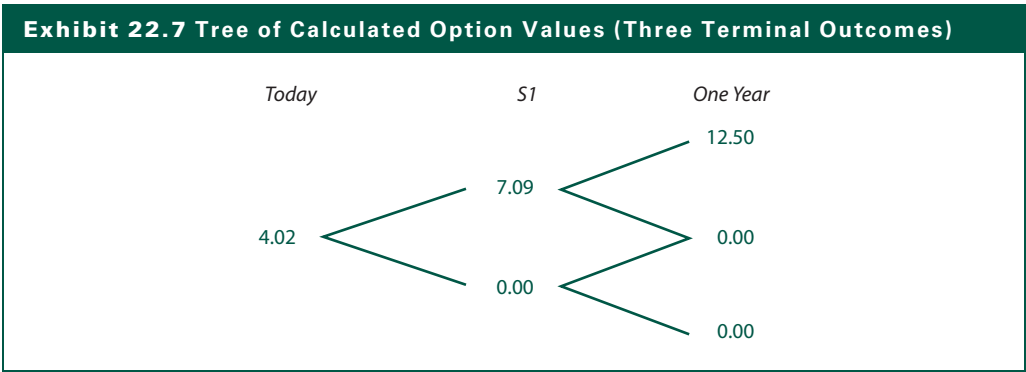 Exhibit 22.7 Tree of Calculated Option Values (Three Terminal Outcomes)
Today S1 One Year
12.50
7.09
4.02 0.00
0.00
0.00